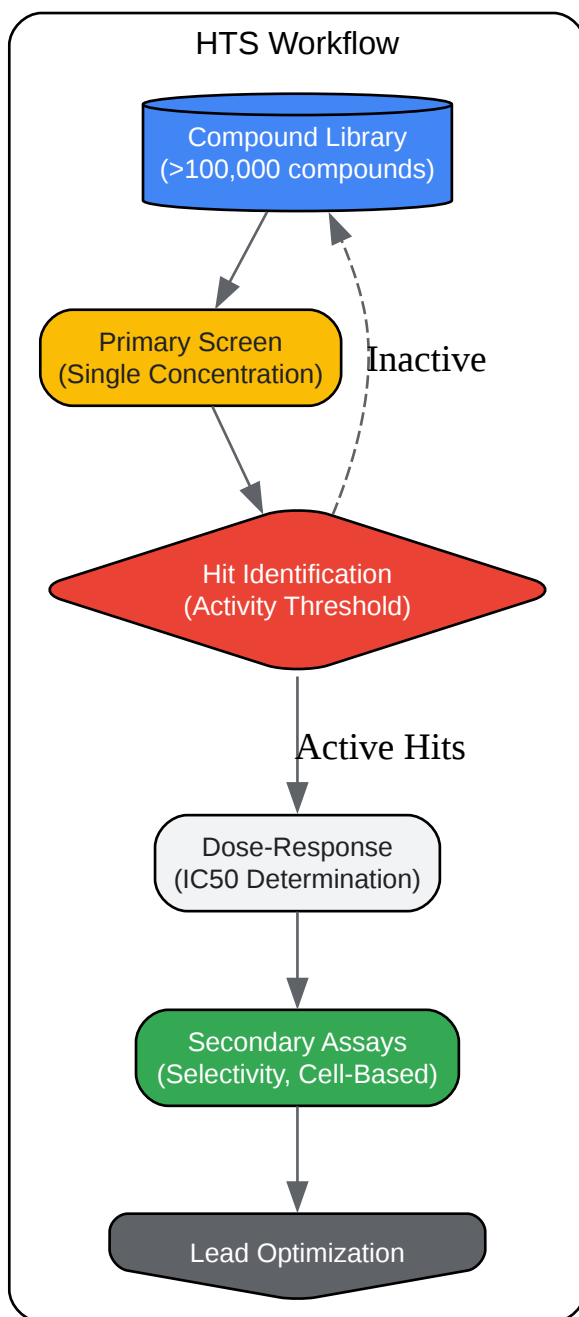 HTS Workflow
Compound Library
(>100,000 compounds)
Primary Screen
(Single Concentration)
Inactive
Hit Identification
(Activity Threshold)
Active Hits
Dose-Response
(IC50 Determination)
Secondary Assays
(Selectivity, Cell-Based)
Lead Optimization